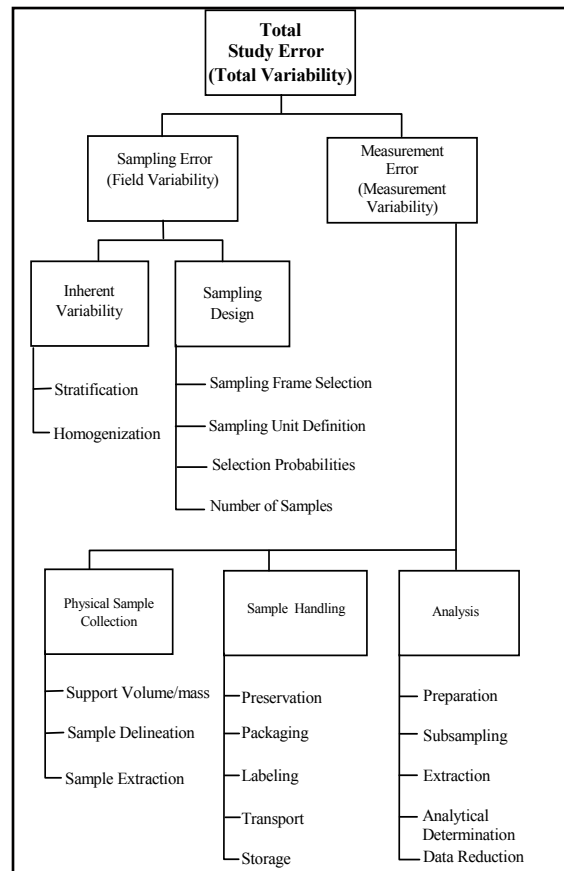 Total
Study Error
(Total Variability)
Sampling Error
(Field Variability)
Measurement
Error
(Measurement
Variability)
Inherent
Variability
Sampling
Design
Stratification
Homogenization
Sampling Frame Selection
Sampling Unit Definition
Selection Probabilities
Number of Samples
Physical Sample
Collection
Sample Handling
Analysis
Support Volume/mass
Sample Delineation
Sample Extraction
Preservation
Packaging
Labeling
Transport
Storage
Preparation
Subsampling
Extraction
Analytical
Determination
Data Reduction